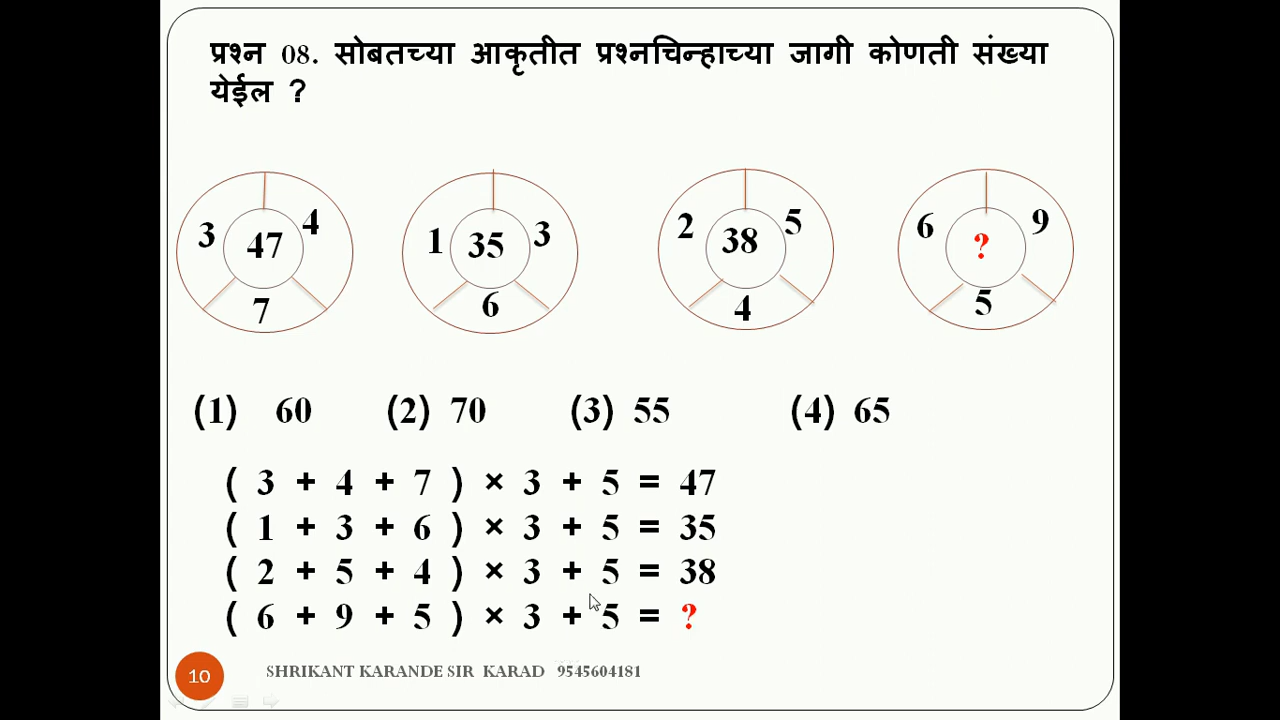 प्रश्न 08. सोबतच्या आकृतीत प्रश्नचिन्हाच्या जागी कोणती संख्या
येईल ?
3 47 4 1 35 3 2 38 5 6 ? 9
7 6 4 5
(1) 60 (2) 70 (3) 55 (4) 65
( 3 + 4 + 7 ) × 3 + 5 = 47
( 1 + 3 + 6 ) × 3 + 5 = 35
( 2 + 5 + 4 ) × 3 + 5 = 38
( 6 + 9 + 5 ) × 3 + 5 = ?
10 SHRIKANT KARANDE SIR KARAD 9545604181